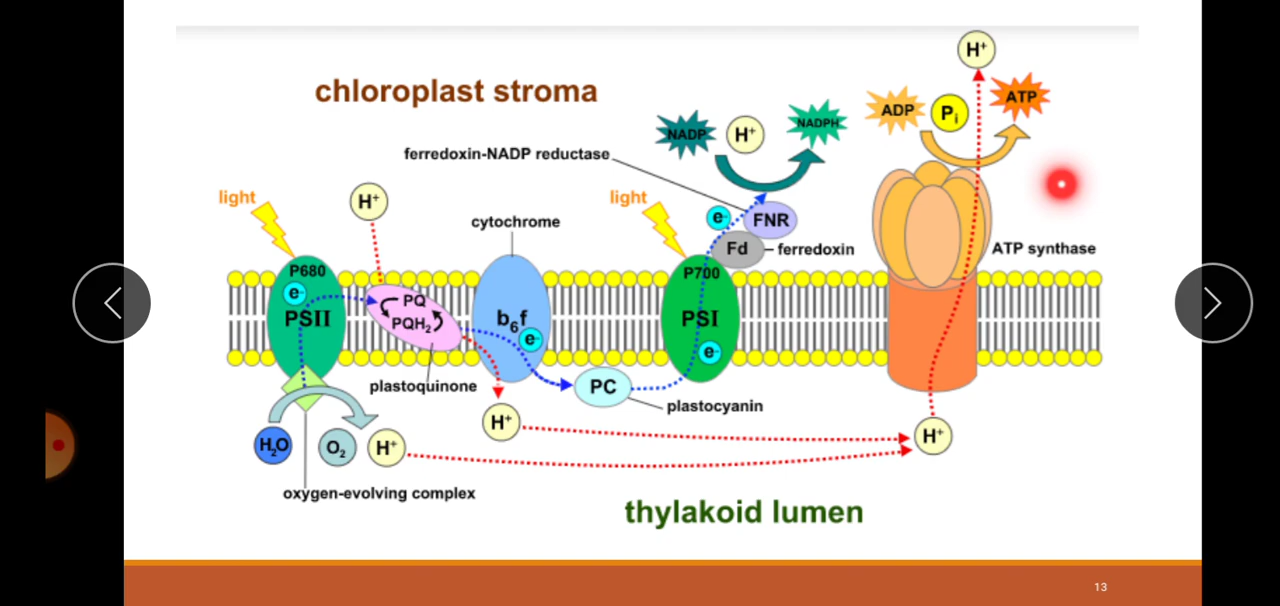 H⁺
chloroplast stroma
ADP
Pᵢ
ATP
NADP
H⁺
NADPH
ferredoxin-NADP reductase
light
H⁺
light
cytochrome
e⁻
FNR
Fd
ferredoxin
ATP synthase
P680
e⁻
PSII
PQ
PQH₂
b₆f
e⁻
P700
PSI
e⁻
plastoquinone
PC
plastocyanin
H₂O
O₂
H⁺
H⁺
H⁺
oxygen-evolving complex
thylakoid lumen
13